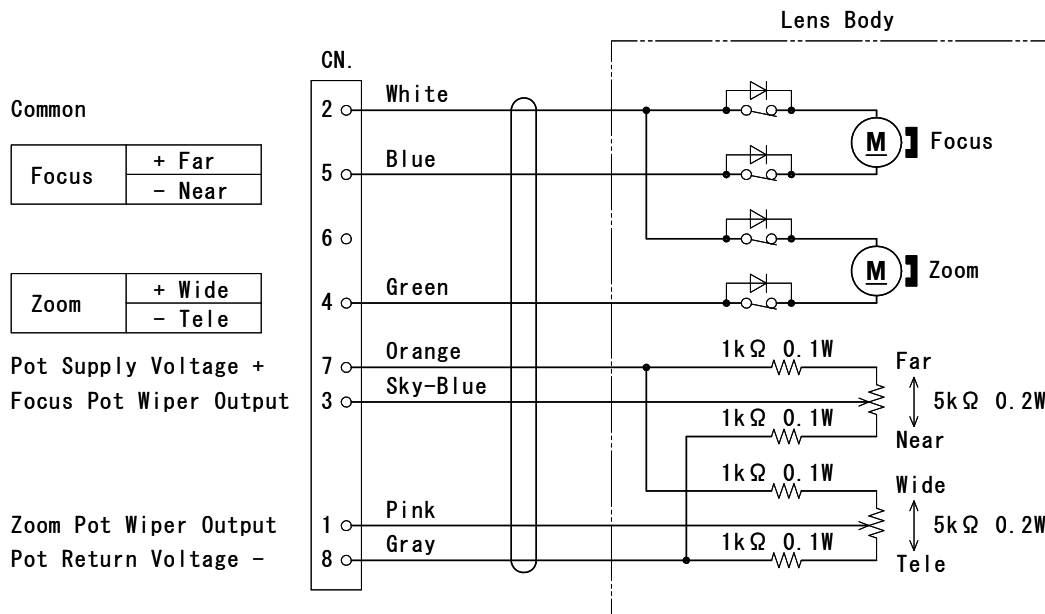 Lens Body
CN.
Common
2
White
Focus
+ Far
- Near
5
Blue
M
Focus
6
Zoom
+ Wide
- Tele
4
Green
M
Zoom
Pot Supply Voltage +
7
Orange
1kΩ 0.1W
Far
Focus Pot Wiper Output
3
Sky-Blue
5kΩ 0.2W
1kΩ 0.1W
Near
1kΩ 0.1W
Wide
Zoom Pot Wiper Output
1
Pink
5kΩ 0.2W
Pot Return Voltage -
8
Gray
1kΩ 0.1W
Tele